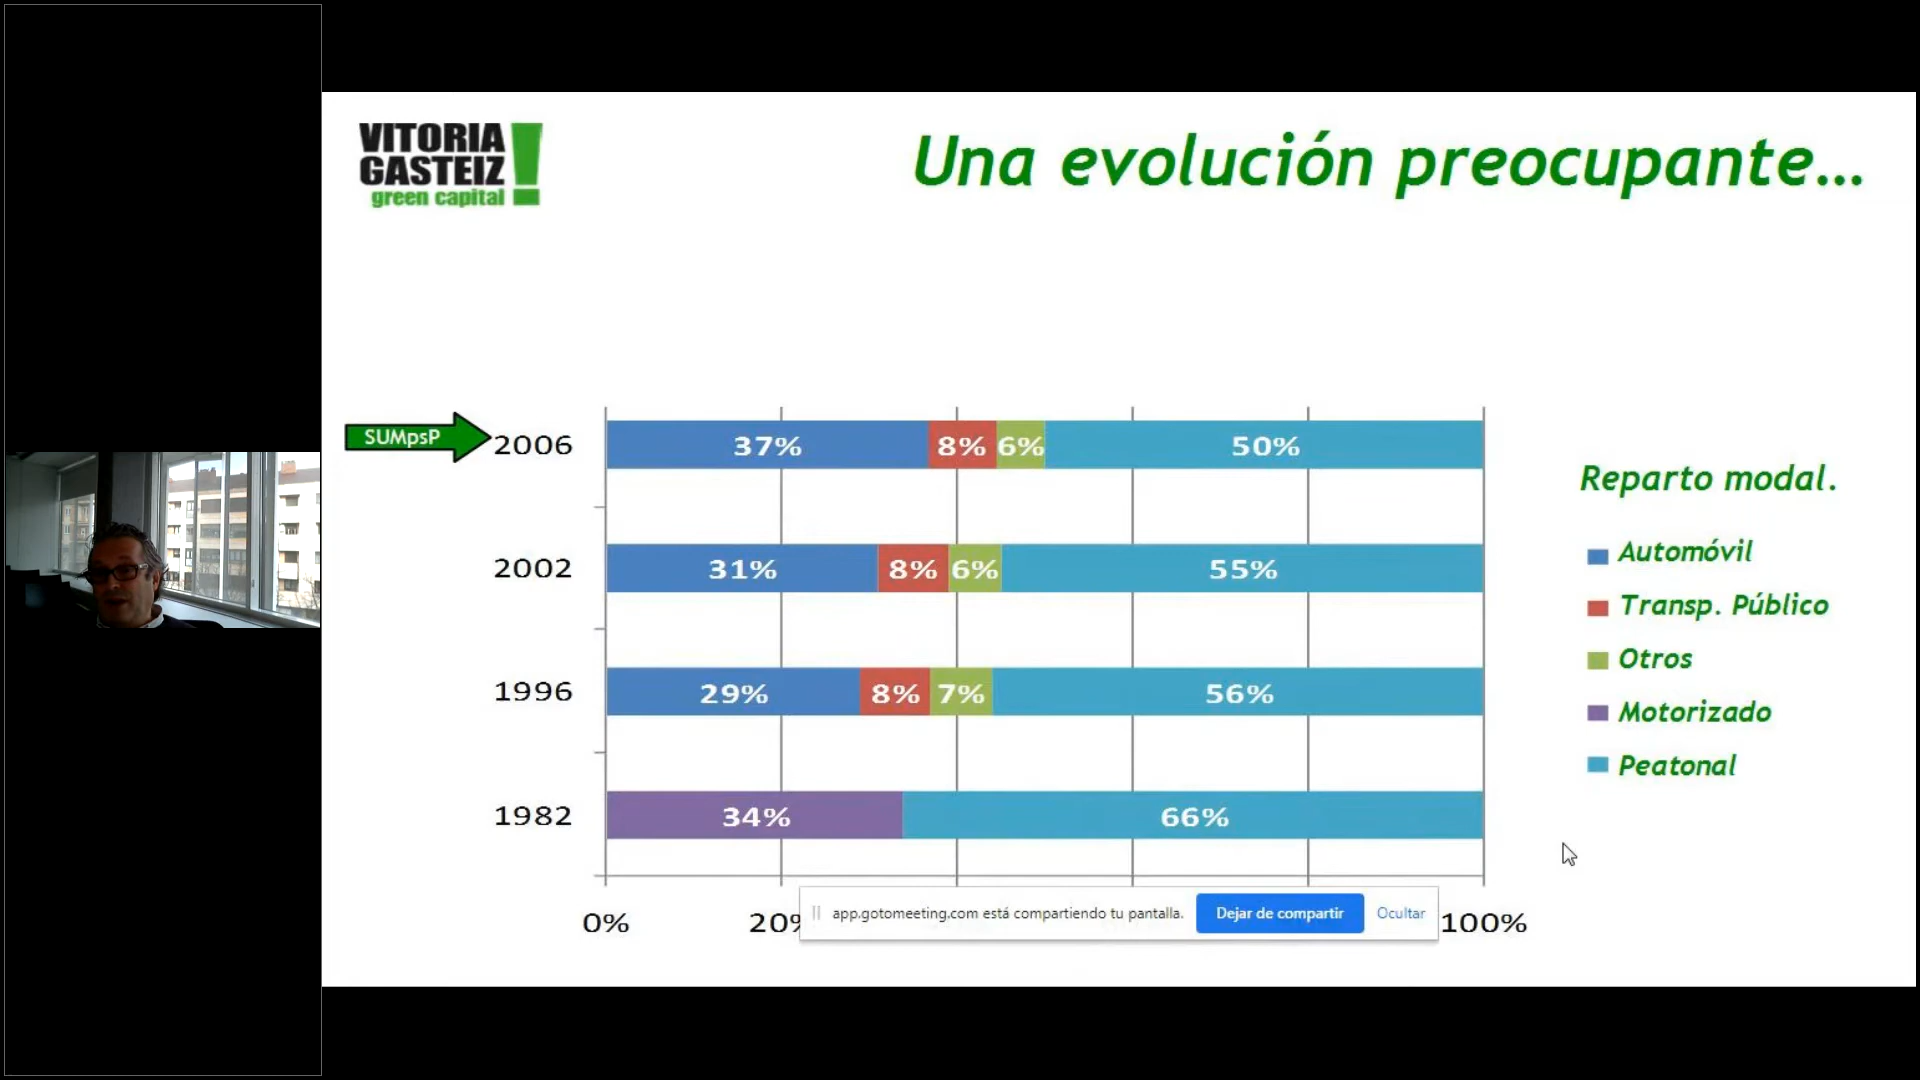 VITORIA
GASTEIZ
green capital
Una evolución preocupante...
SUMpsP
2006
37%
8%
6%
50%
2002
31%
8%
6%
55%
1996
29%
8%
7%
56%
1982
34%
66%
0%
20%
100%
Reparto modal.
Automóvil
Transp. Público
Otros
Motorizado
Peatonal
app.gotomeeting.com está compartiendo tu pantalla.
Dejar de compartir
Ocultar